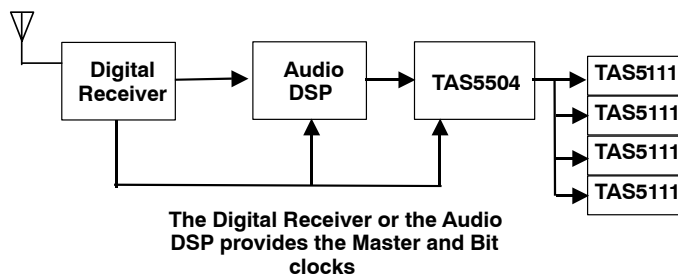 Digital
Receiver
Audio
DSP
TAS5504
TAS5111
TAS5111
TAS5111
TAS5111
The Digital Receiver or the Audio
DSP provides the Master and Bit
clocks